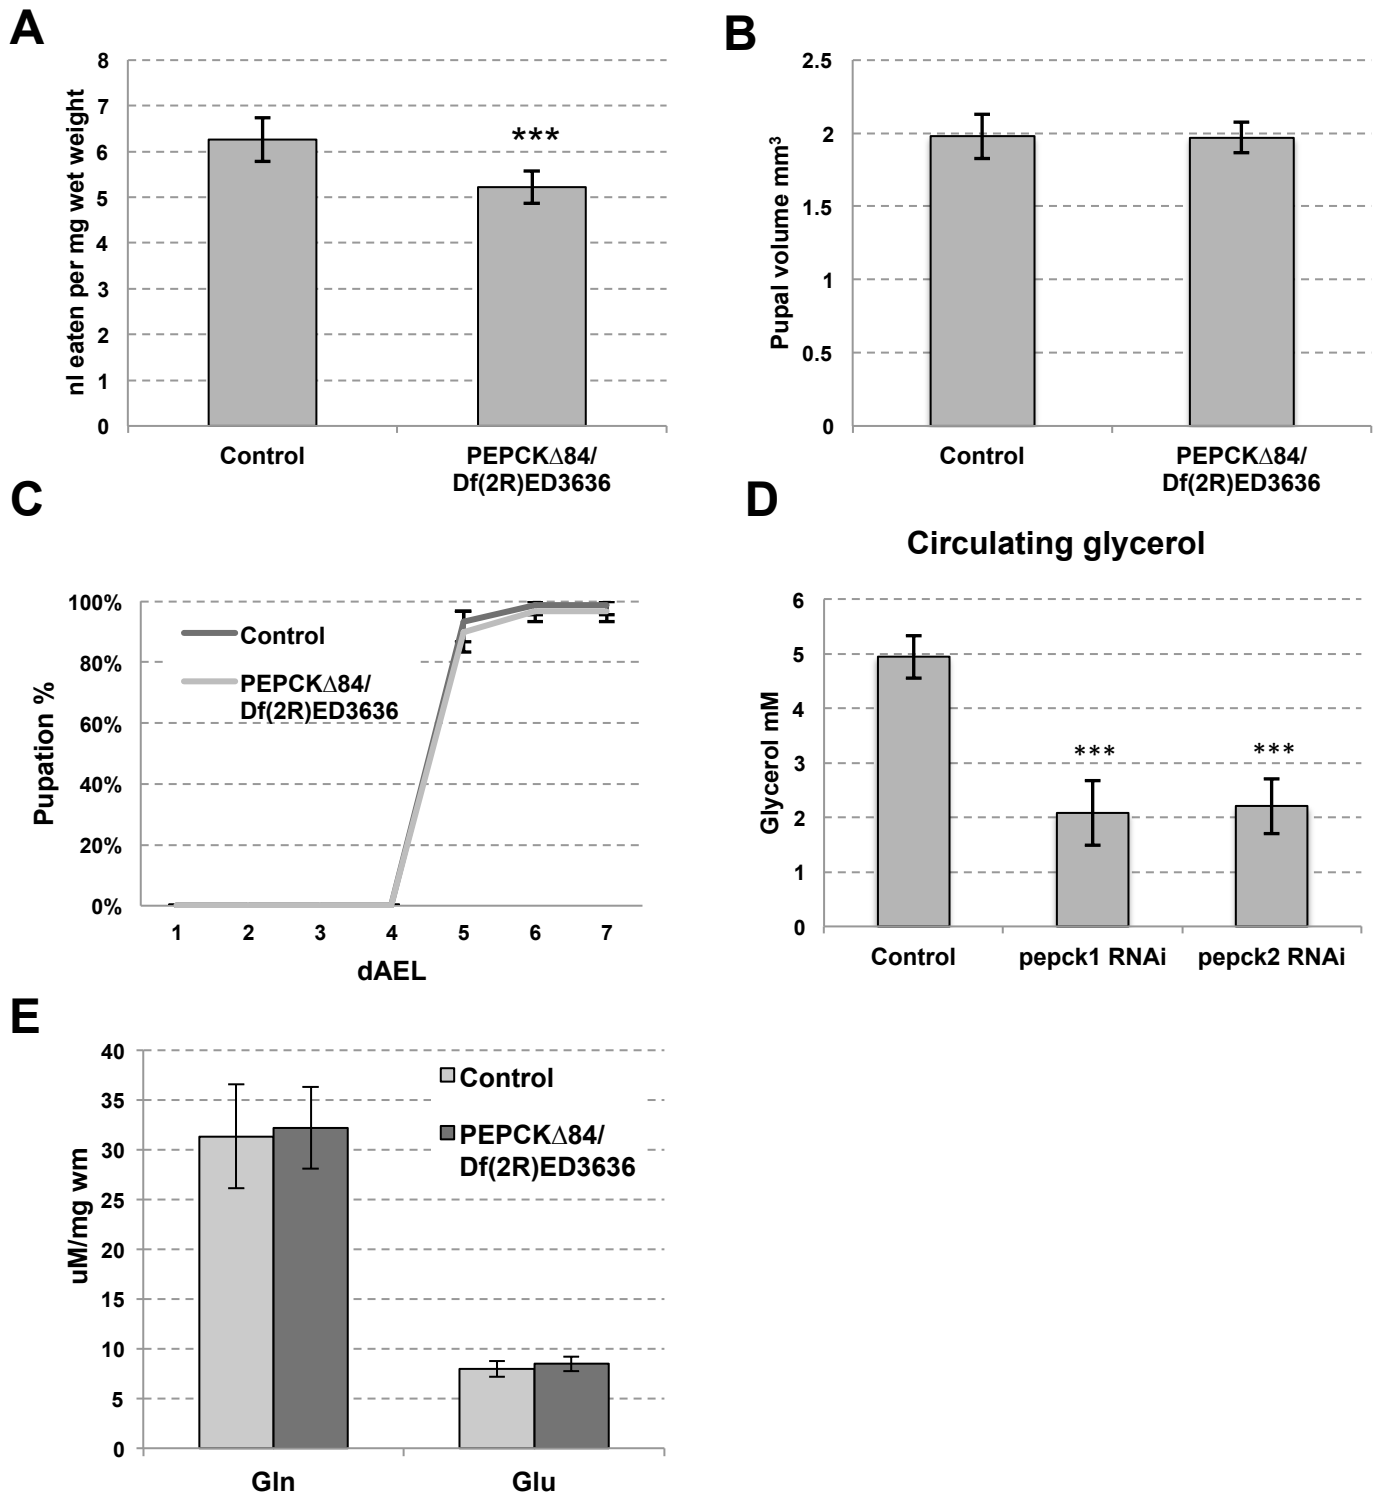 A
nl eaten per mg wet weight
8
7
6
5
4
3
2
1
0
***
Control
PEPCKΔ84/
Df(2R)ED3636
B
Pupal volume mm³
2.5
2
1.5
1
0.5
0
Control
PEPCKΔ84/
Df(2R)ED3636
C
Pupation %
100%
80%
60%
40%
20%
0%
Control
PEPCKΔ84/
Df(2R)ED3636
1 2 3 4 5 6 7
dAEL
D
Circulating glycerol
Glycerol mM
6
5
4
3
2
1
0
*** ***
Control pepck1 RNAi pepck2 RNAi
E
uM/mg wm
40
35
30
25
20
15
10
5
0
Control
PEPCKΔ84/
Df(2R)ED3636
Gln Glu